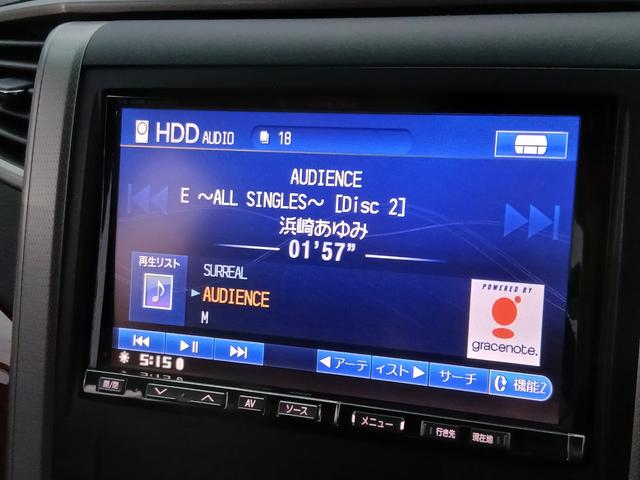 HDD AUDIO 18
AUDIENCE
E ～ALL SINGLES～ [Disc 2]
浜崎あゆみ
01'57"
再生リスト
SURREAL
AUDIENCE
M
POWERED BY
gracenote.
5:15
アーティスト
サーチ
機能2
開/閉
AV
ソース
メニュー
行き先
現在地